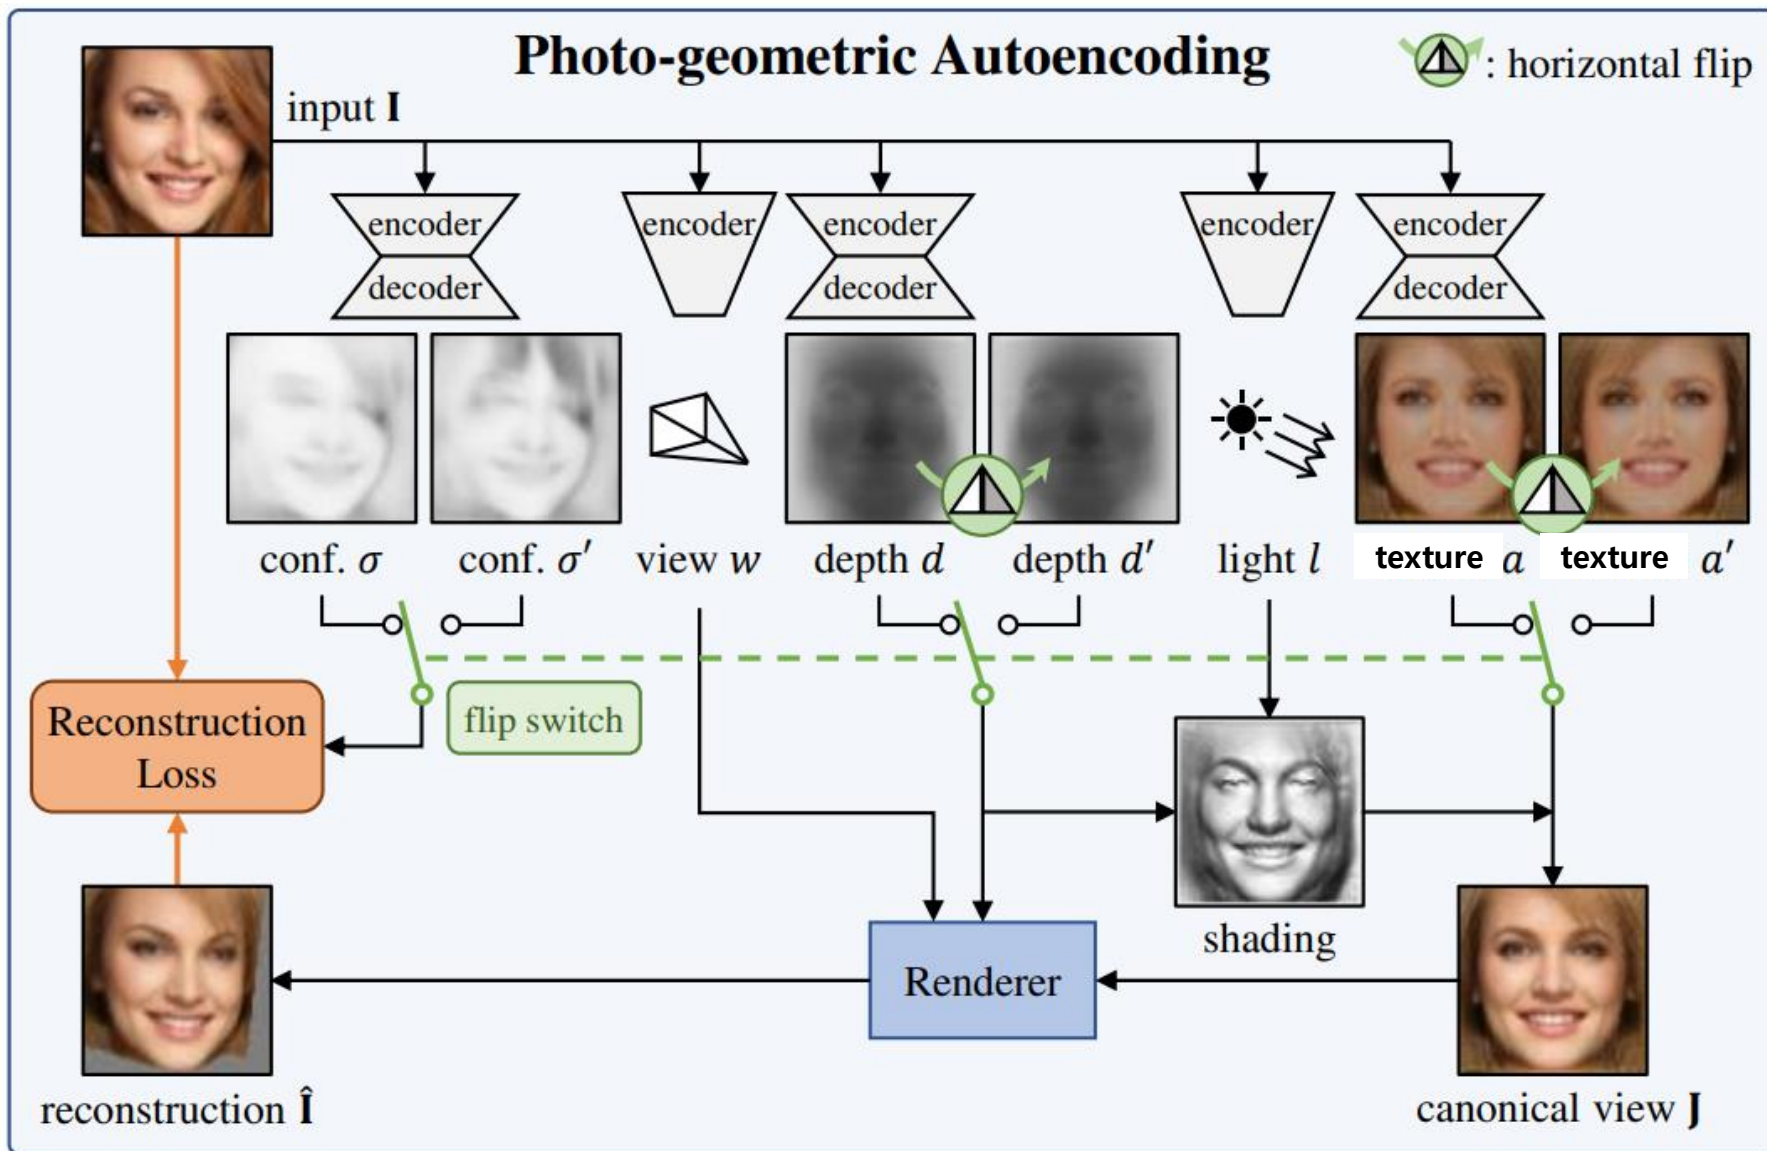 Photo-geometric Autoencoding
: horizontal flip
input I
encoder
decoder
encoder
encoder
decoder
encoder
encoder
decoder
conf. σ
conf. σ′
view w
depth d
depth d′
light l
texture a
texture a′
flip switch
Reconstruction
Loss
shading
Renderer
reconstruction Î
canonical view J